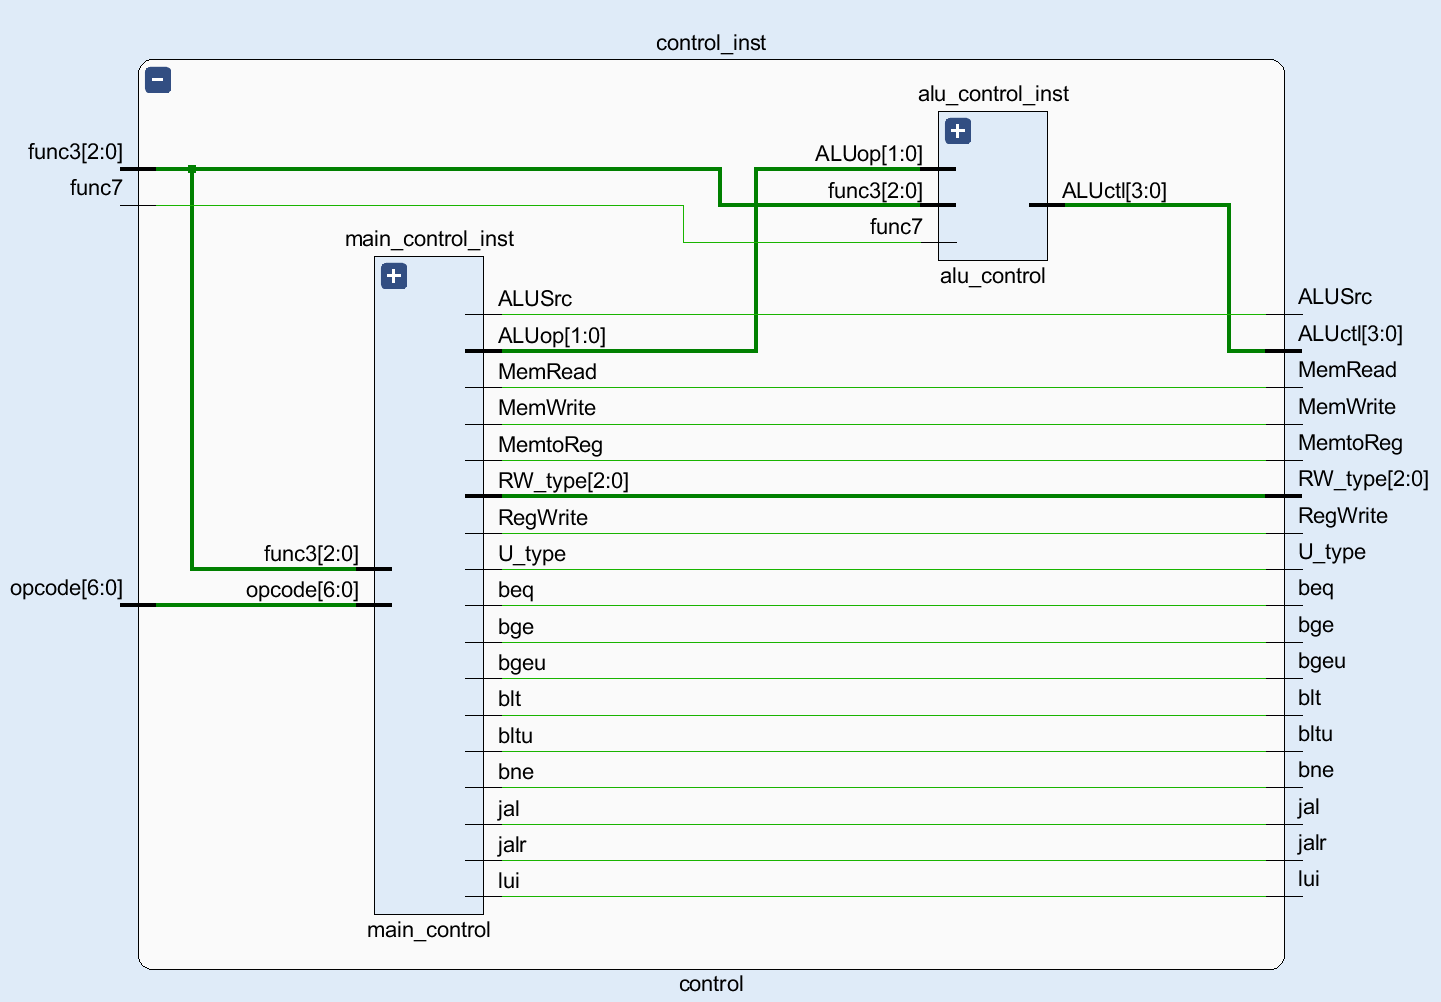 control_inst
alu_control_inst
func3[2:0]
ALUop[1:0]
func7
func3[2:0]
ALUctl[3:0]
func7
main_control_inst
alu_control
ALUSrc
ALUSrc
ALUop[1:0]
ALUctl[3:0]
MemRead
MemRead
MemWrite
MemWrite
MemtoReg
MemtoReg
RW_type[2:0]
RW_type[2:0]
RegWrite
RegWrite
func3[2:0]
U_type
U_type
opcode[6:0]
opcode[6:0]
beq
beq
bge
bge
bgeu
bgeu
blt
blt
bltu
bltu
bne
bne
jal
jal
jalr
jalr
lui
lui
main_control
control